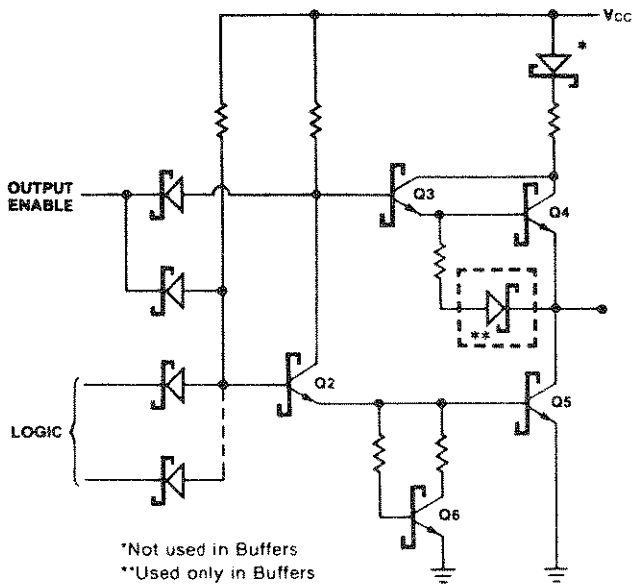 VCC
*
OUTPUT
ENABLE
Q3
Q4
**
Q2
Q5
LOGIC
Q6
*Not used in Buffers
**Used only in Buffers